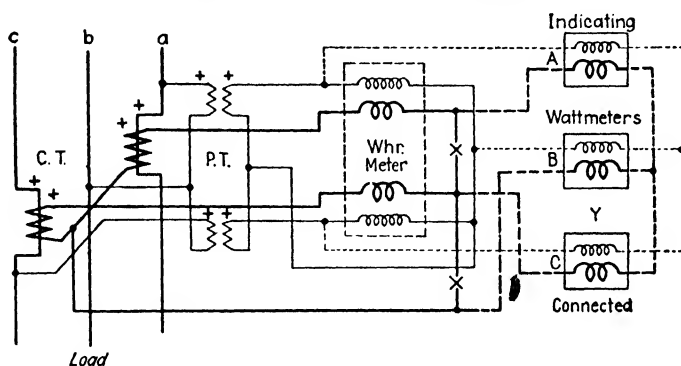 Indicating
c b a
A
+ +
+ +
+
Wattmeters
C. T.
P.T.
Whr.
Meter
B
+
+
+ +
Y
C
Connected
Load